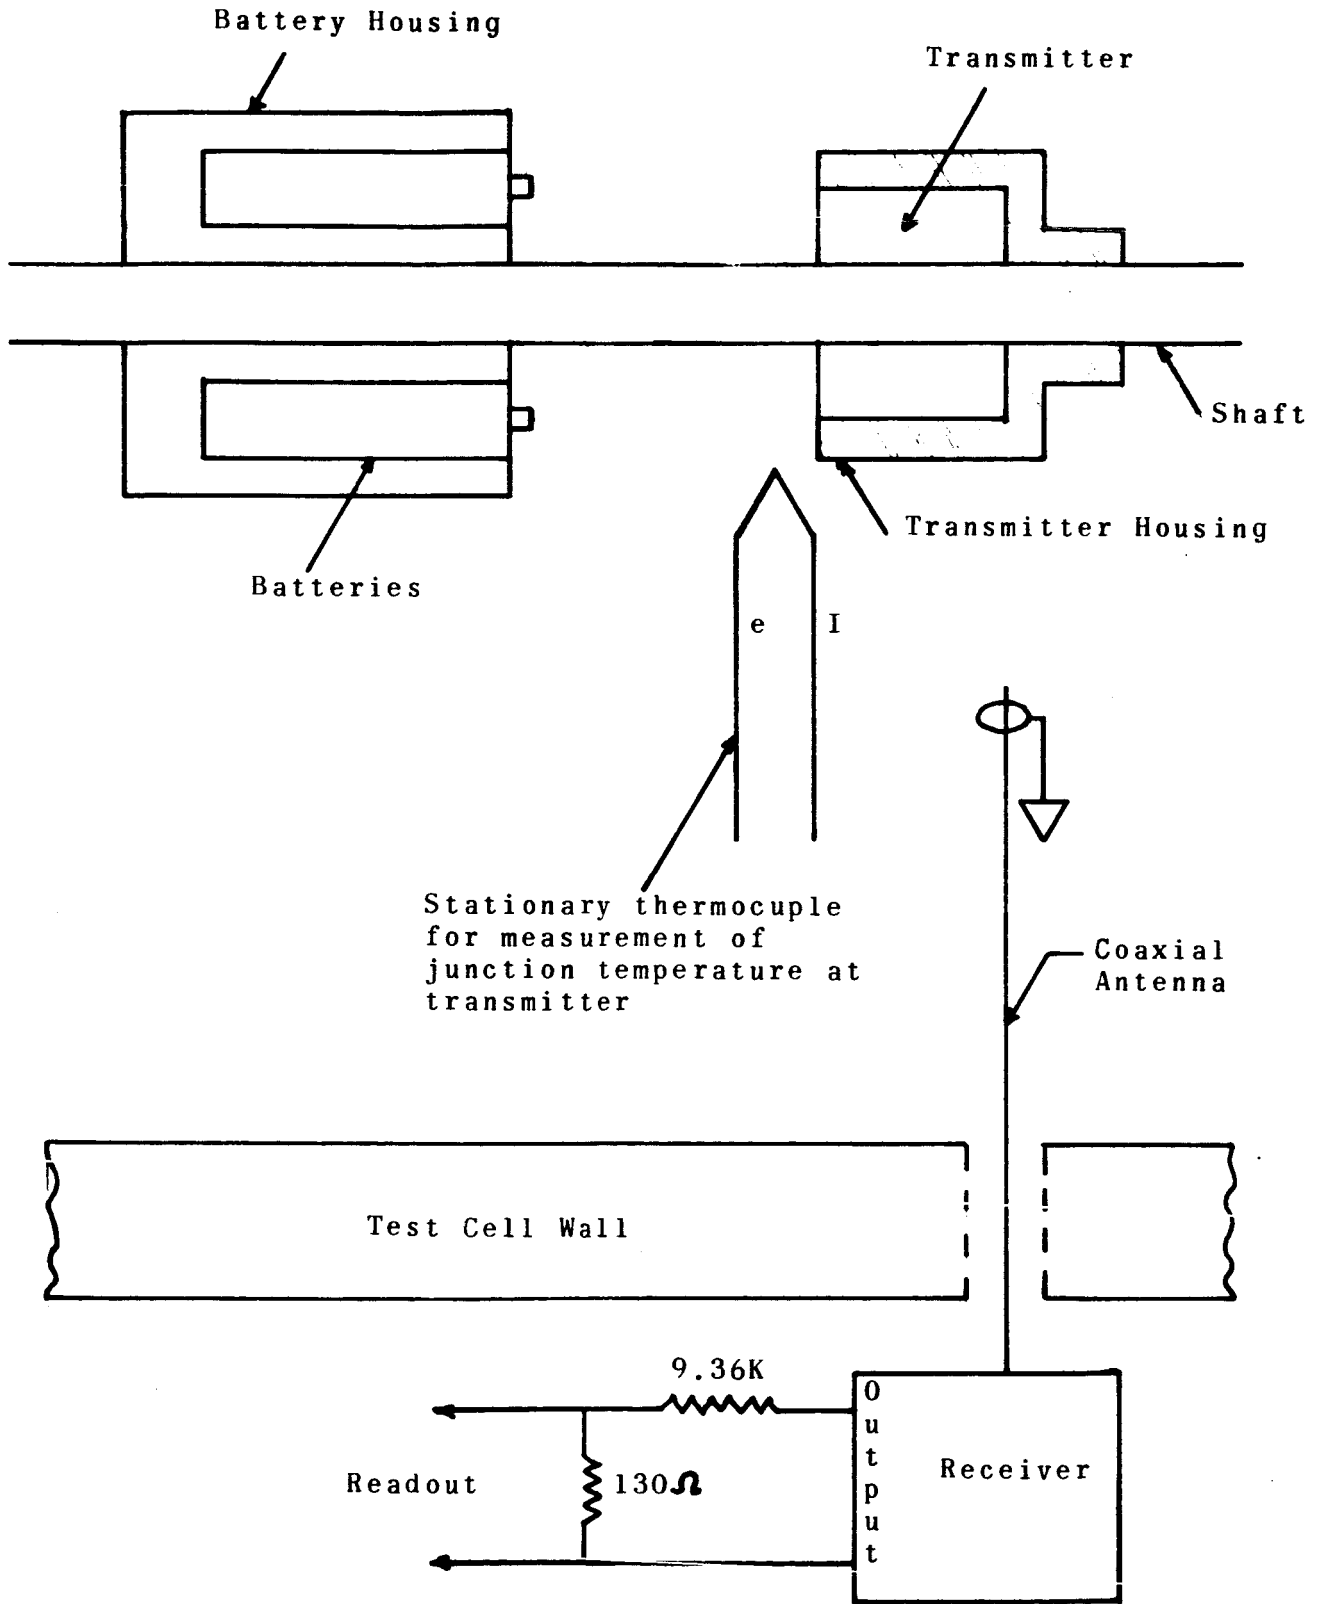 Battery Housing
Transmitter
Shaft
Transmitter Housing
Batteries
e I
Stationary thermocuple
for measurement of
junction temperature at
transmitter
Coaxial
Antenna
Test Cell Wall
9.36K
Output
Receiver
Readout
130Ω